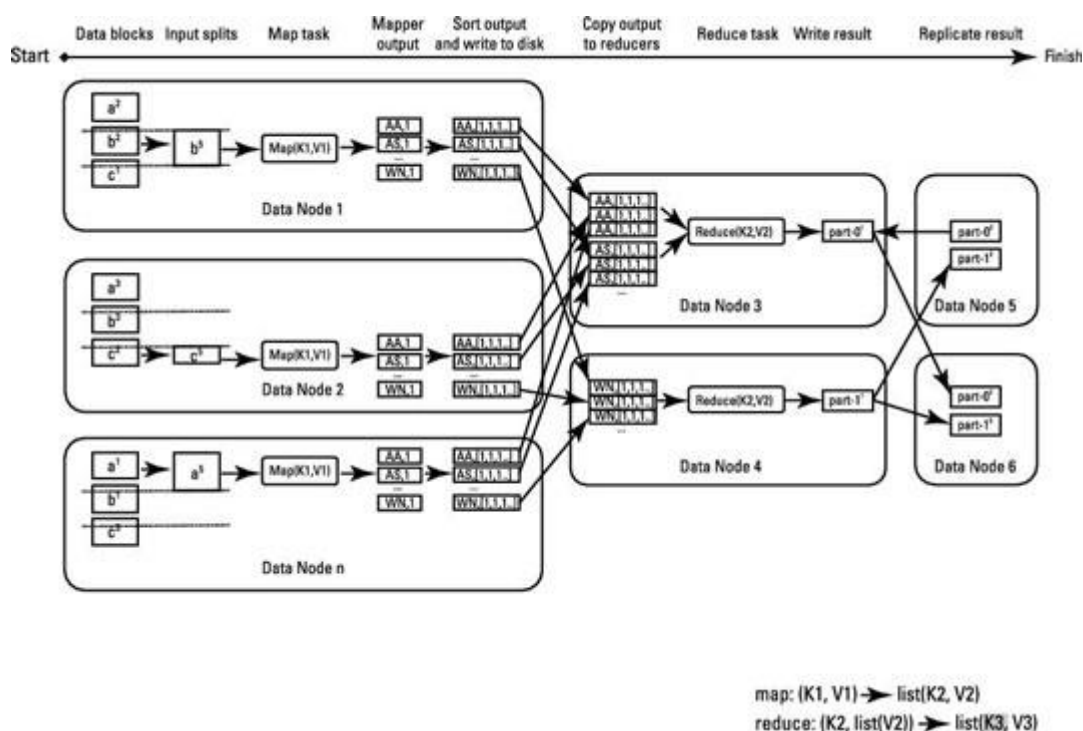 Data blocks Input splits Map task Mapper output Sort output and write to disk Copy output to reducers Reduce task Write result Replicate result
Start Finish
a²
b² b⁵ Map(K1,V1) AA,1 AA,[1,1,1..]
AS,1 AS,[1,1,1..]
... ...
c¹ WN,1 WN,[1,1,1..]
Data Node 1
a³
b³
c² c⁵ Map(K1,V1) AA,1 AA,[1,1,1..]
AS,1 AS,[1,1,1..]
... ...
WN,1 WN,[1,1,1..]
Data Node 2
a¹ a⁵ Map(K1,V1) AA,1 AA,[1,1,1..]
AS,1 AS,[1,1,1..]
... ...
b¹ WN,1 WN,[1,1,1..]
c³
Data Node n
AA,[1,1,1..]
AA,[1,1,1..]
AA,[1,1,1..]
AS,[1,1,1..]
AS,[1,1,1..]
AS,[1,1,1..]
...
Reduce(K2,V2) part-0¹
Data Node 3
WN,[1,1,1..]
WN,[1,1,1..]
WN,[1,1,1..]
...
Reduce(K2,V2) part-1¹
Data Node 4
part-0²
part-1²
Data Node 5
part-0³
part-1³
Data Node 6
map: (K1, V1) → list(K2, V2)
reduce: (K2, list(V2)) → list(K3, V3)